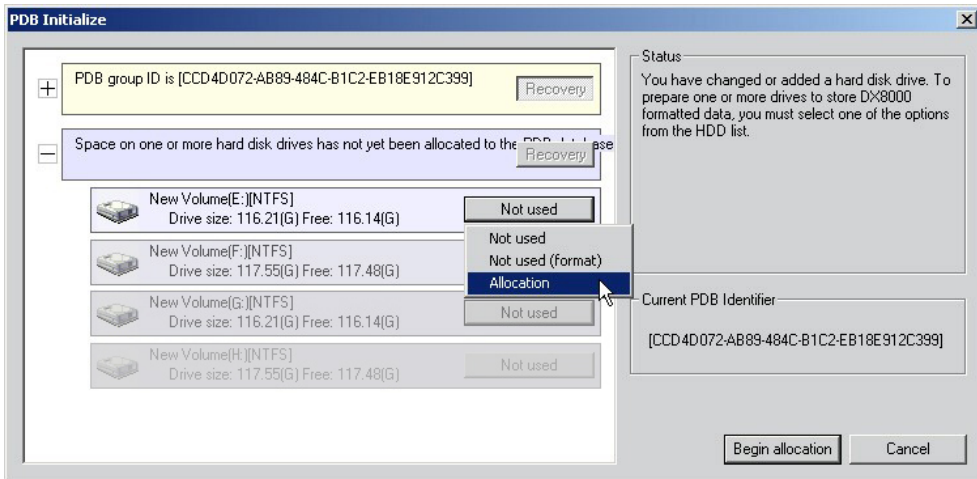 PDB Initialize
PDB group ID is [CCD4D072-AB89-484C-B1C2-EB18E912C399]
Recovery
Space on one or more hard disk drives has not yet been allocated to the PDB database
Recovery
New Volume(E:)[NTFS]
Drive size: 116.21(G) Free: 116.14(G)
Not used
Not used
Not used (format)
Allocation
New Volume(F:)[NTFS]
Drive size: 117.55(G) Free: 117.48(G)
New Volume(G:)[NTFS]
Drive size: 116.21(G) Free: 116.14(G)
Not used
New Volume(H:)[NTFS]
Drive size: 117.55(G) Free: 117.48(G)
Not used
Status
You have changed or added a hard disk drive. To
prepare one or more drives to store DX8000
formatted data, you must select one of the options
from the HDD list.
Current PDB Identifier
[CCD4D072-AB89-484C-B1C2-EB18E912C399]
Begin allocation
Cancel